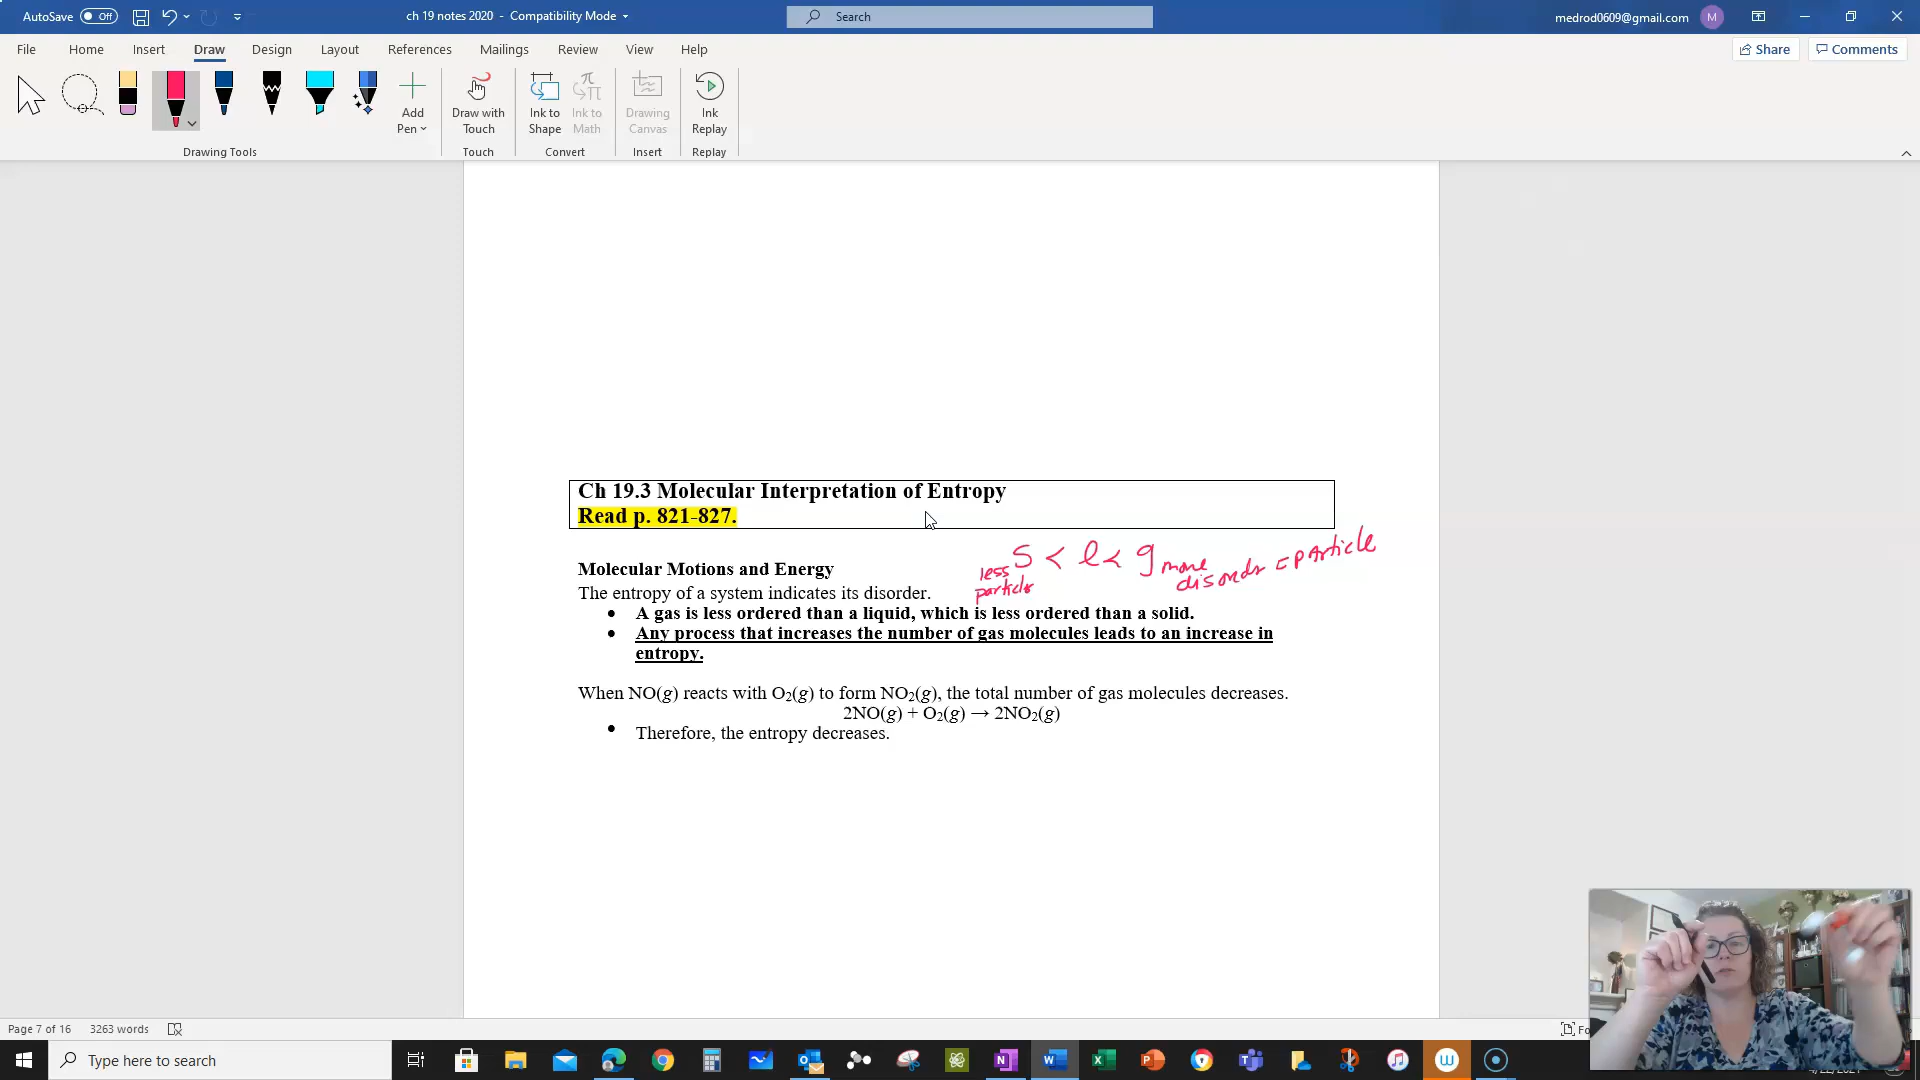 AutoSave Off ch 19 notes 2020 - Compatibility Mode Search medrod0609@gmail.com M
File Home Insert Draw Design Layout References Mailings Review View Help Share Comments
Add Pen
Draw with Touch
Ink to Shape
Ink to Math
Drawing Canvas
Ink Replay
Drawing Tools Touch Convert Insert Replay
Ch 19.3 Molecular Interpretation of Entropy
Read p. 821-827.
S < l < g more disorder = particle
less particles
Molecular Motions and Energy
The entropy of a system indicates its disorder.
• A gas is less ordered than a liquid, which is less ordered than a solid.
• Any process that increases the number of gas molecules leads to an increase in
entropy.
When NO(g) reacts with O₂(g) to form NO₂(g), the total number of gas molecules decreases.
2NO(g) + O₂(g) → 2NO₂(g)
• Therefore, the entropy decreases.
Page 7 of 16 3263 words
Type here to search